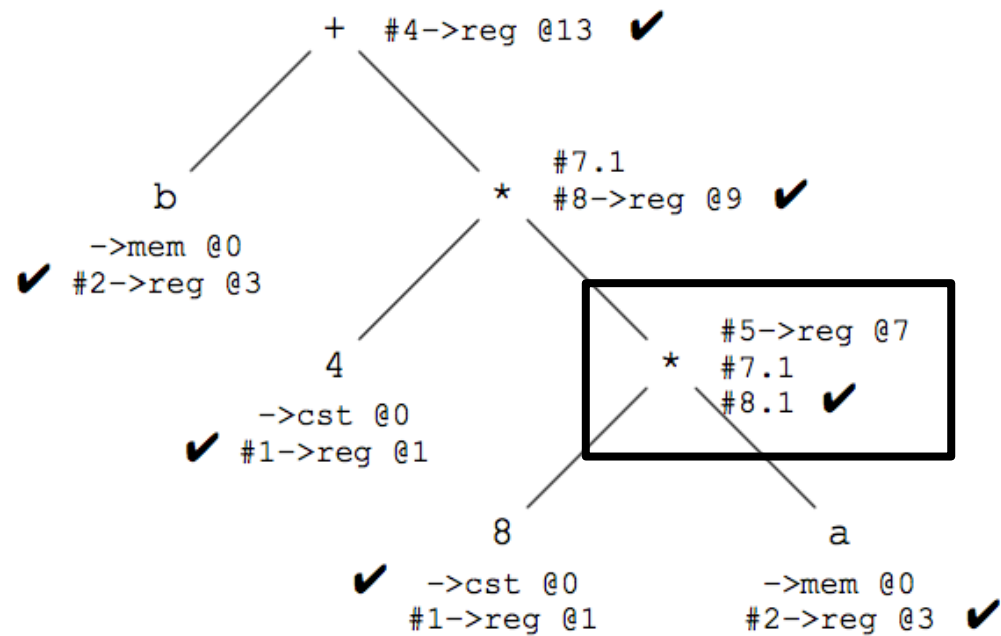 + #4->reg @13 ✔
#7.1
b * #8->reg @9 ✔
->mem @0
✔ #2->reg @3
#5->reg @7
4 * #7.1
#8.1 ✔
->cst @0
✔ #1->reg @1
8 a
✔ ->cst @0 ->mem @0
#1->reg @1 #2->reg @3 ✔